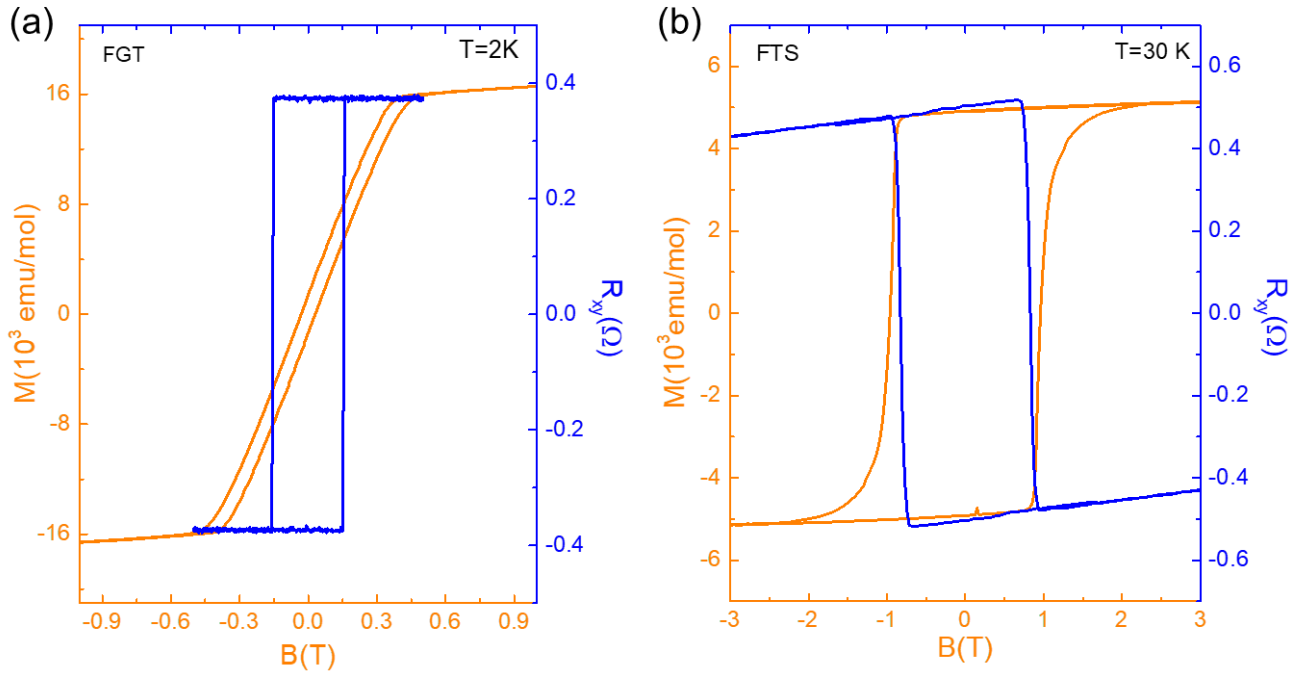 (a)
FGT
T=2K
16
8
0
-8
-16
M(10³ emu/mol)
0.4
0.2
0.0
-0.2
-0.4
Rxy(Ω)
-0.9 -0.6 -0.3 0.0 0.3 0.6 0.9
B(T)
(b)
FTS
T=30 K
6
4
2
0
-2
-4
-6
M(10³emu/mol)
0.6
0.4
0.2
0.0
-0.2
-0.4
-0.6
Rxy(Ω)
-3 -2 -1 0 1 2 3
B(T)